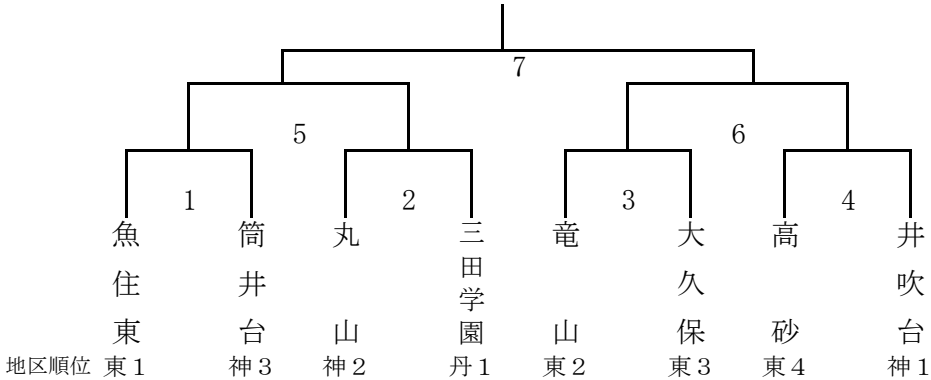 7
5
6
1
2
3
4
魚住東
筒井台
丸山
三田学園
竜山
大久保
高砂
井吹台
地区順位 東1 神3 神2 丹1 東2 東3 東4 神1